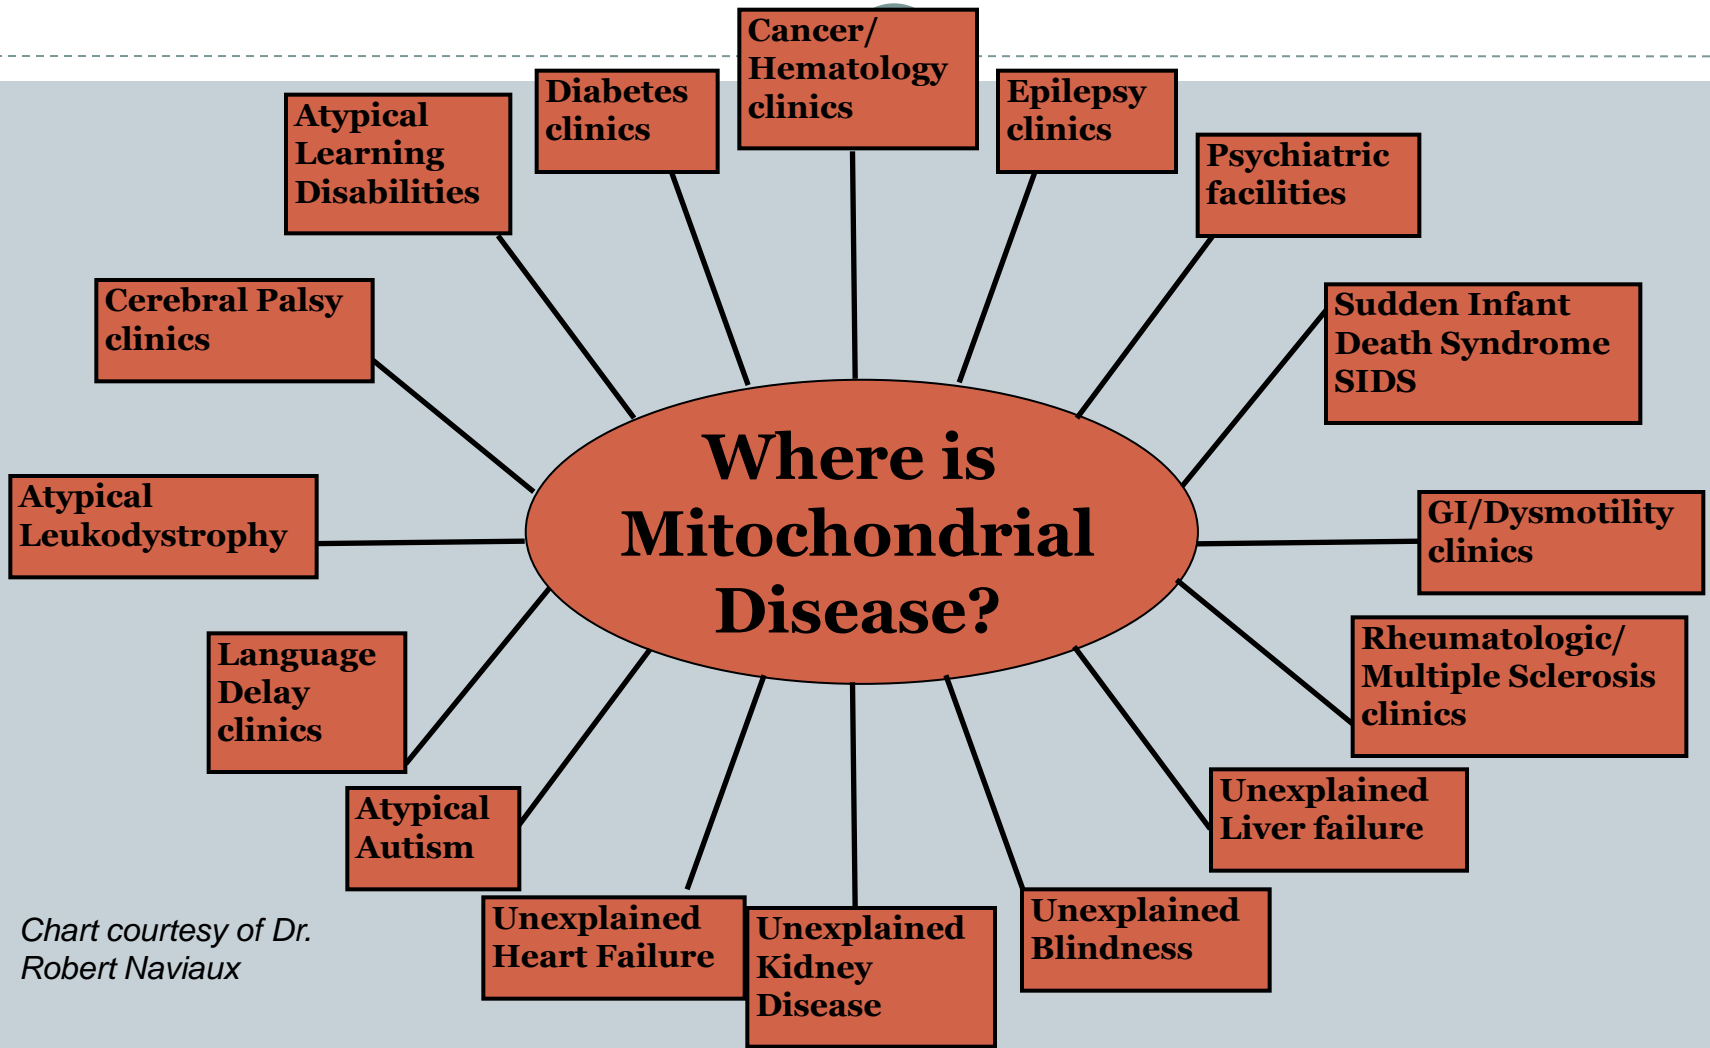 Cancer/
Hematology
clinics
Diabetes
clinics
Epilepsy
clinics
Atypical
Learning
Disabilities
Psychiatric
facilities
Cerebral Palsy
clinics
Sudden Infant
Death Syndrome
SIDS
Where is
Mitochondrial
Disease?
Atypical
Leukodystrophy
GI/Dysmotility
clinics
Language
Delay
clinics
Rheumatologic/
Multiple Sclerosis
clinics
Atypical
Autism
Unexplained
Liver failure
Unexplained
Heart Failure
Unexplained
Kidney
Disease
Unexplained
Blindness
Chart courtesy of Dr.
Robert Naviaux